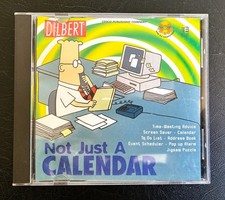 DILBERT
Time-Wasting Advice
Screen Saver - Calendar
To Do List - Address Book
Event Scheduler - Pop up Alarm
Jigsaw Puzzle
Not Just A
CALENDAR